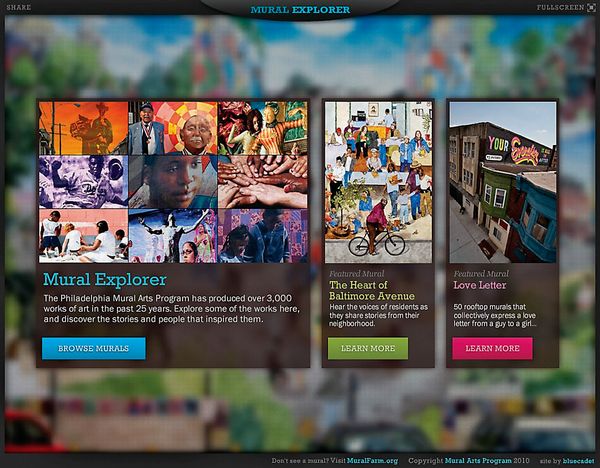 SHARE
MURAL EXPLORER
FULLSCREEN
YOUR
Mural Explorer
The Philadelphia Mural Arts Program has produced over 3,000
works of art in the past 25 years. Explore some of the works here,
and discover the stories and people that inspired them.
BROWSE MURALS
Featured Mural
The Heart of
Baltimore Avenue
Hear the voices of residents as
they share stories from their
neighborhood.
LEARN MORE
Featured Mural
Love Letter
50 rooftop murals that
collectively express a love
letter from a guy to a girl...
LEARN MORE
Don't see a mural? Visit MuralFarm.org
Copyright Mural Arts Program 2010
site by bluecadet